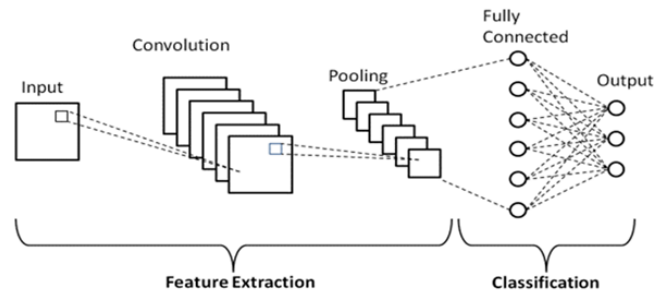 Input
Convolution
Pooling
Fully
Connected
Output
Feature Extraction
Classification